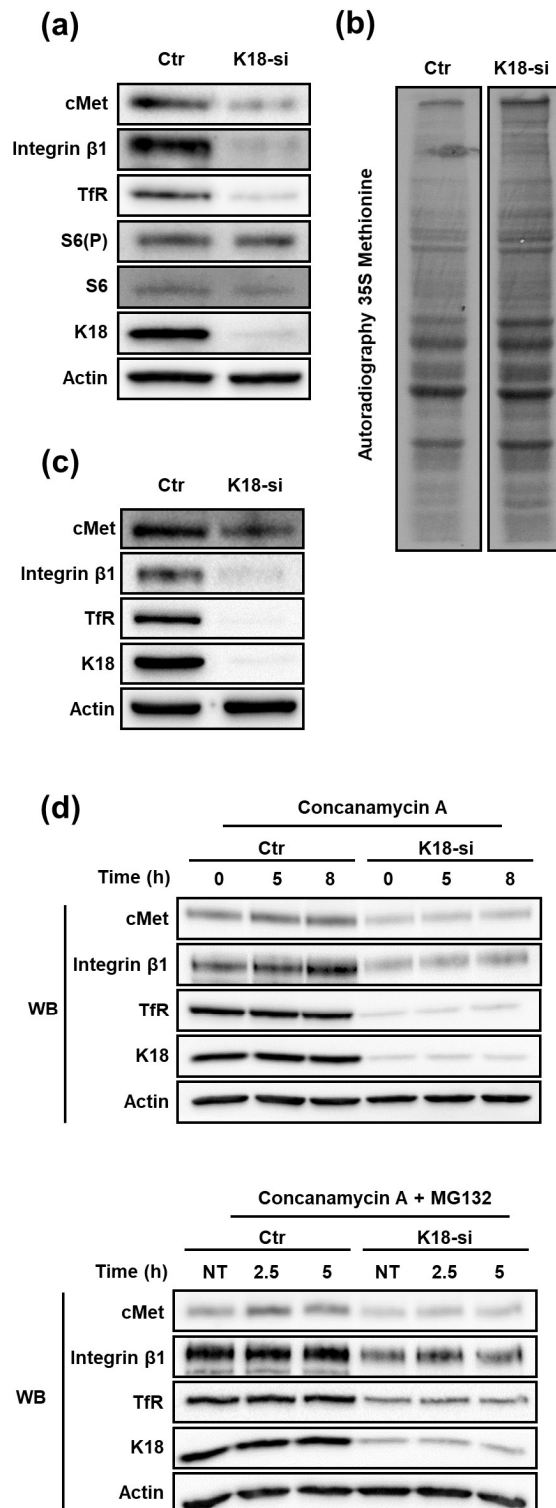 (a)
Ctr K18-si
cMet
Integrin β1
TfR
S6(P)
S6
K18
Actin
(b)
Ctr K18-si
Autoradiography 35S Methionine
(c)
Ctr K18-si
cMet
Integrin β1
TfR
K18
Actin
(d)
Concanamycin A
Ctr K18-si
Time (h) 0 5 8 0 5 8
cMet
Integrin β1
WB
TfR
K18
Actin
Concanamycin A + MG132
Ctr K18-si
Time (h) NT 2.5 5 NT 2.5 5
cMet
Integrin β1
WB
TfR
K18
Actin